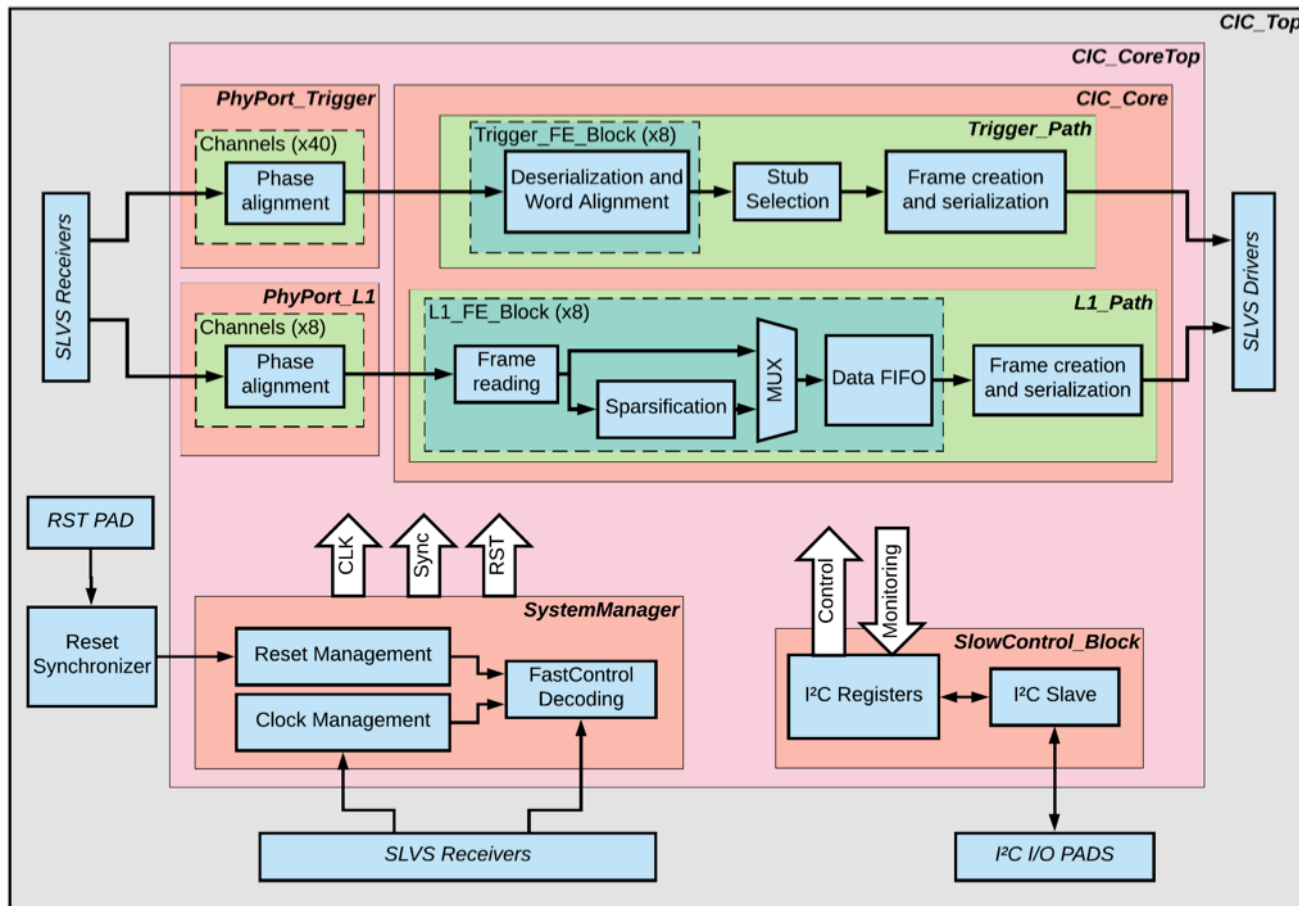 CIC_Top
CIC_CoreTop
PhyPort_Trigger
CIC_Core
Trigger_Path
Channels (x40)
Trigger_FE_Block (x8)
Phase
alignment
Deserialization and
Word Alignment
Stub
Selection
Frame creation
and serialization
SLVS Receivers
SLVS Drivers
PhyPort_L1
L1_Path
Channels (x8)
L1_FE_Block (x8)
Phase
alignment
Frame
reading
Sparsification
MUX
Data FIFO
Frame creation
and serialization
RST PAD
Reset
Synchronizer
CLK
Sync
RST
Control
Monitoring
SystemManager
Reset Management
Clock Management
FastControl
Decoding
SlowControl_Block
I²C Registers
I²C Slave
SLVS Receivers
I²C I/O PADS